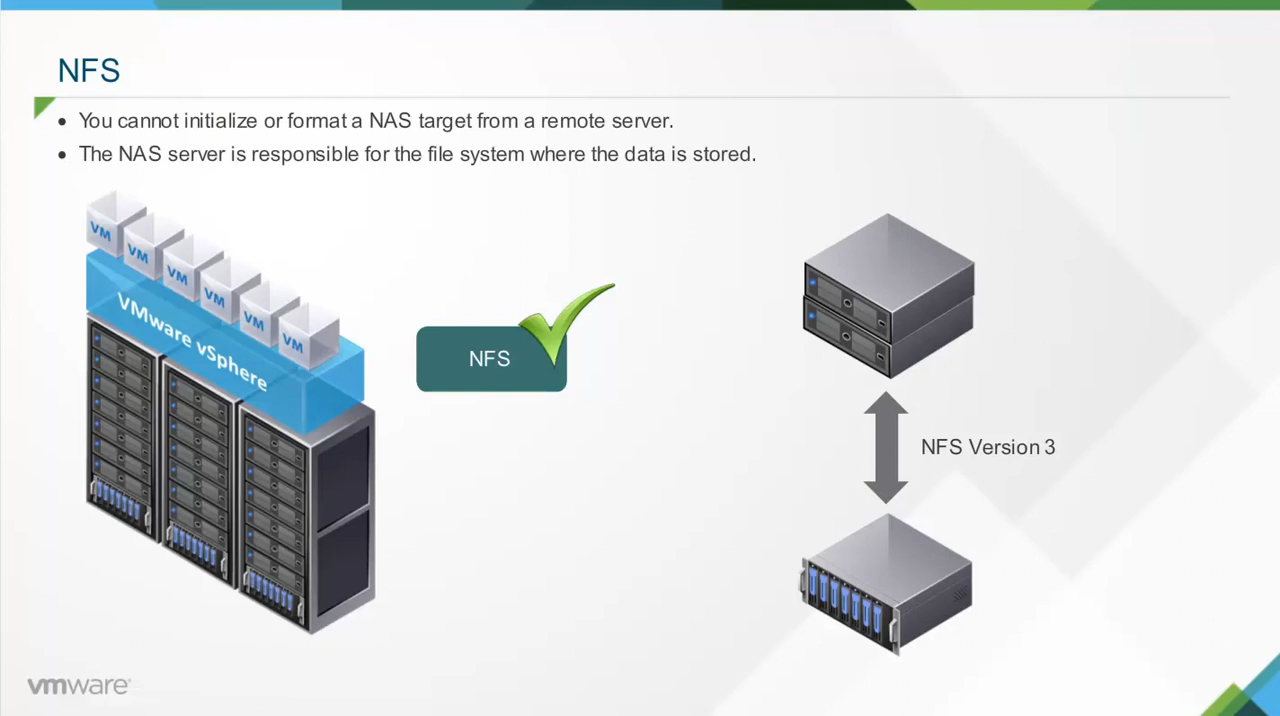 NFS
• You cannot initialize or format a NAS target from a remote server.
• The NAS server is responsible for the file system where the data is stored.
VM
VM
VM
VM
VM
VM
VMware vSphere
NFS
NFS Version 3
vmware®